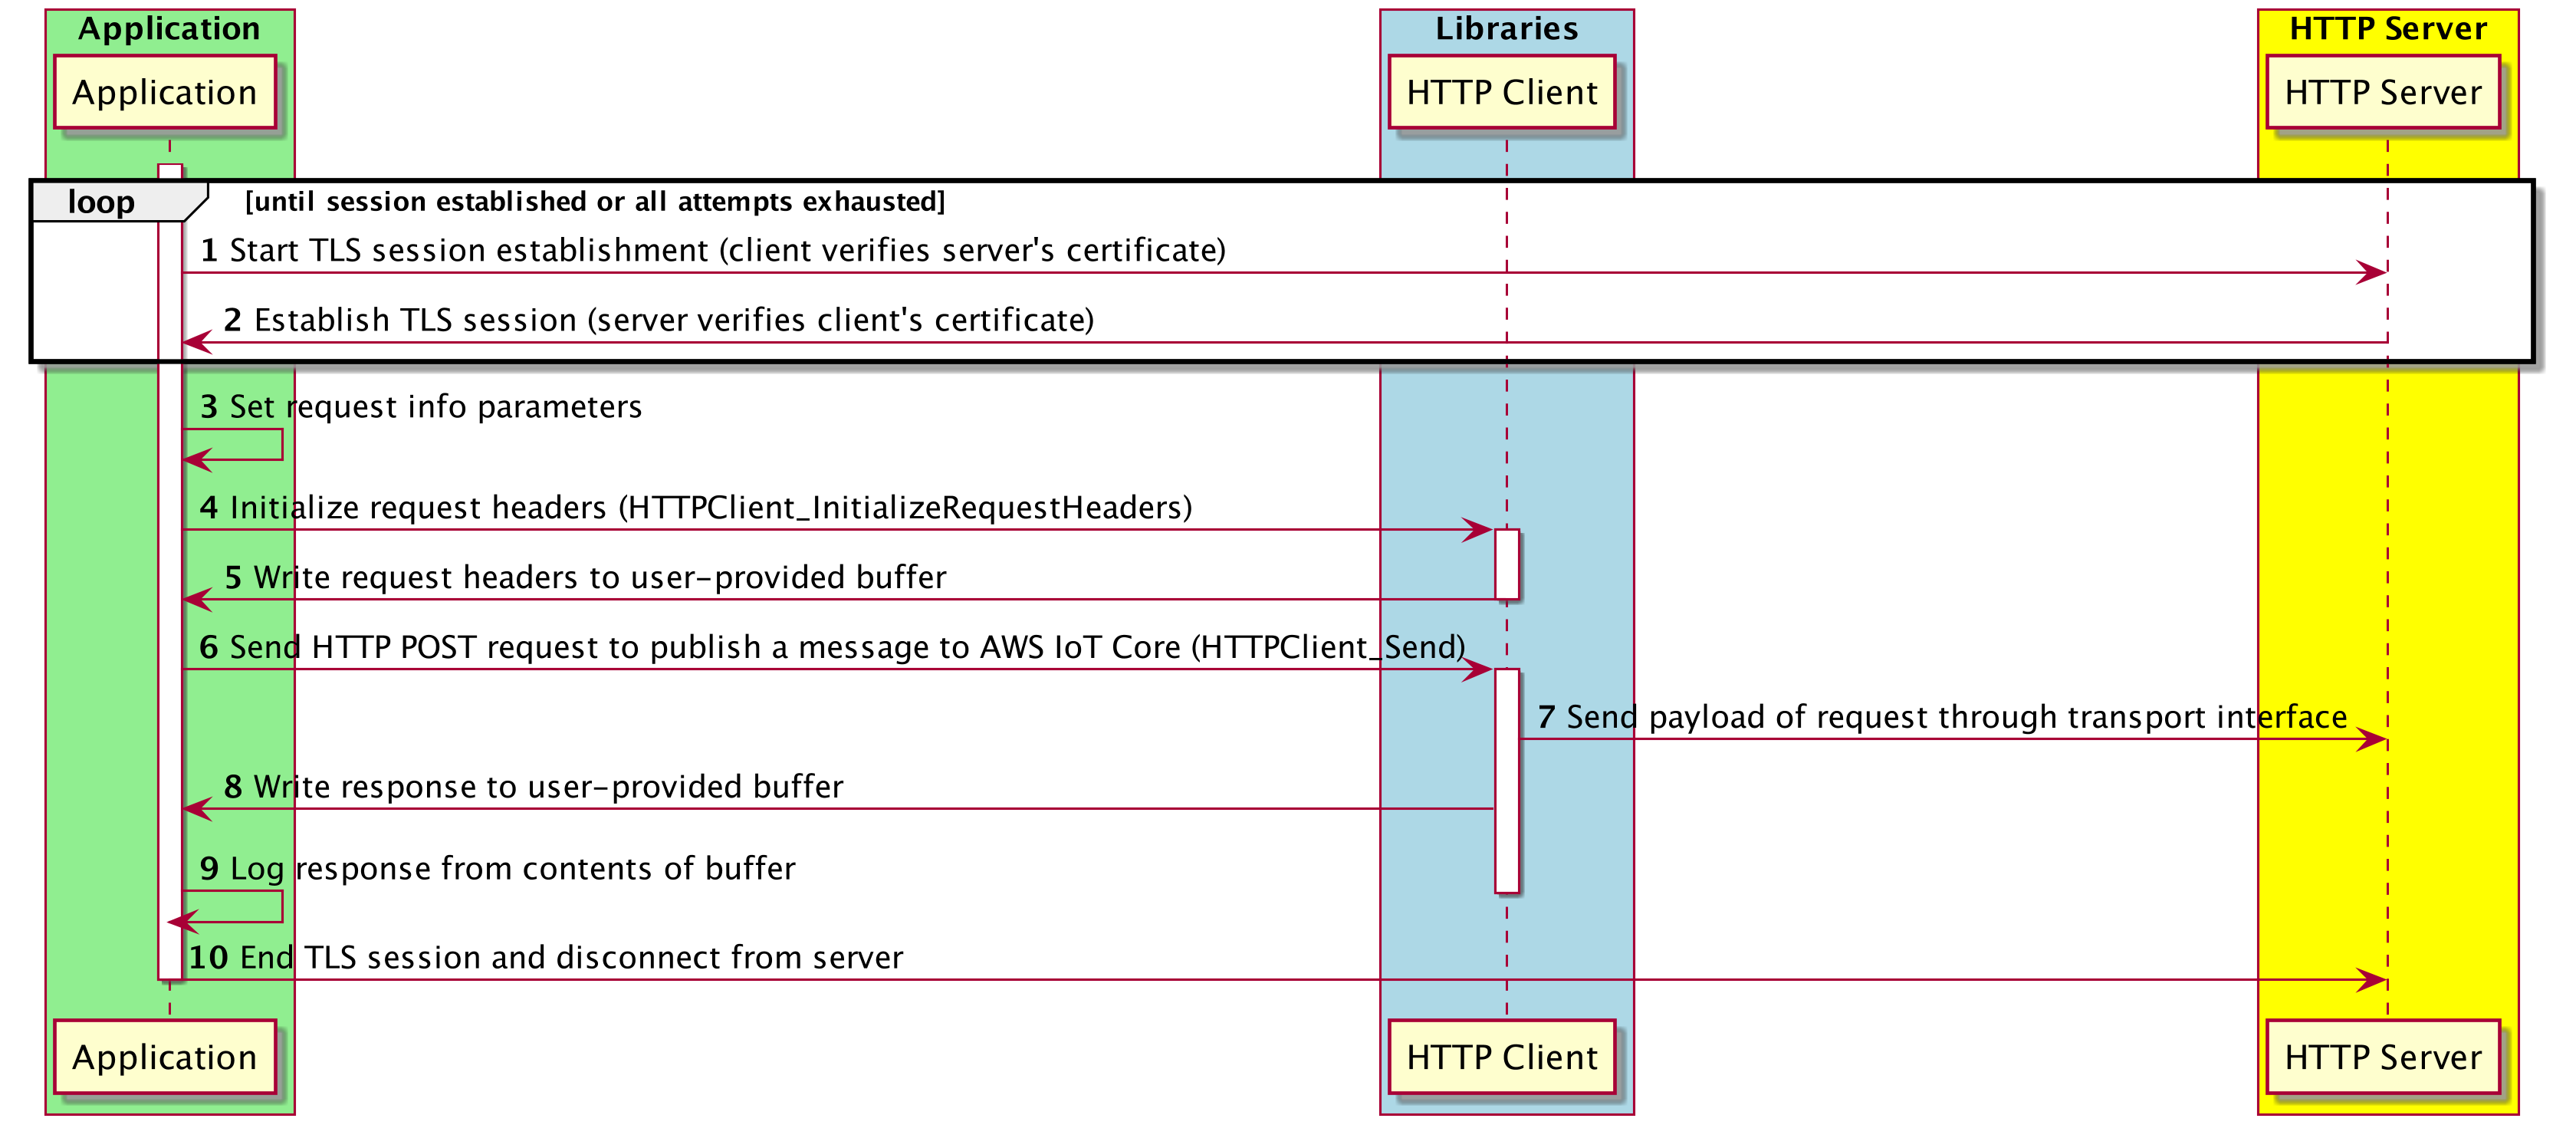 Application
Libraries
HTTP Server
Application
HTTP Client
HTTP Server
loop
[until session established or all attempts exhausted]
1 Start TLS session establishment (client verifies server's certificate)
2 Establish TLS session (server verifies client's certificate)
3 Set request info parameters
4 Initialize request headers (HTTPClient_InitializeRequestHeaders)
5 Write request headers to user-provided buffer
6 Send HTTP POST request to publish a message to AWS IoT Core (HTTPClient_Send)
7 Send payload of request through transport interface
8 Write response to user-provided buffer
9 Log response from contents of buffer
10 End TLS session and disconnect from server
Application
HTTP Client
HTTP Server